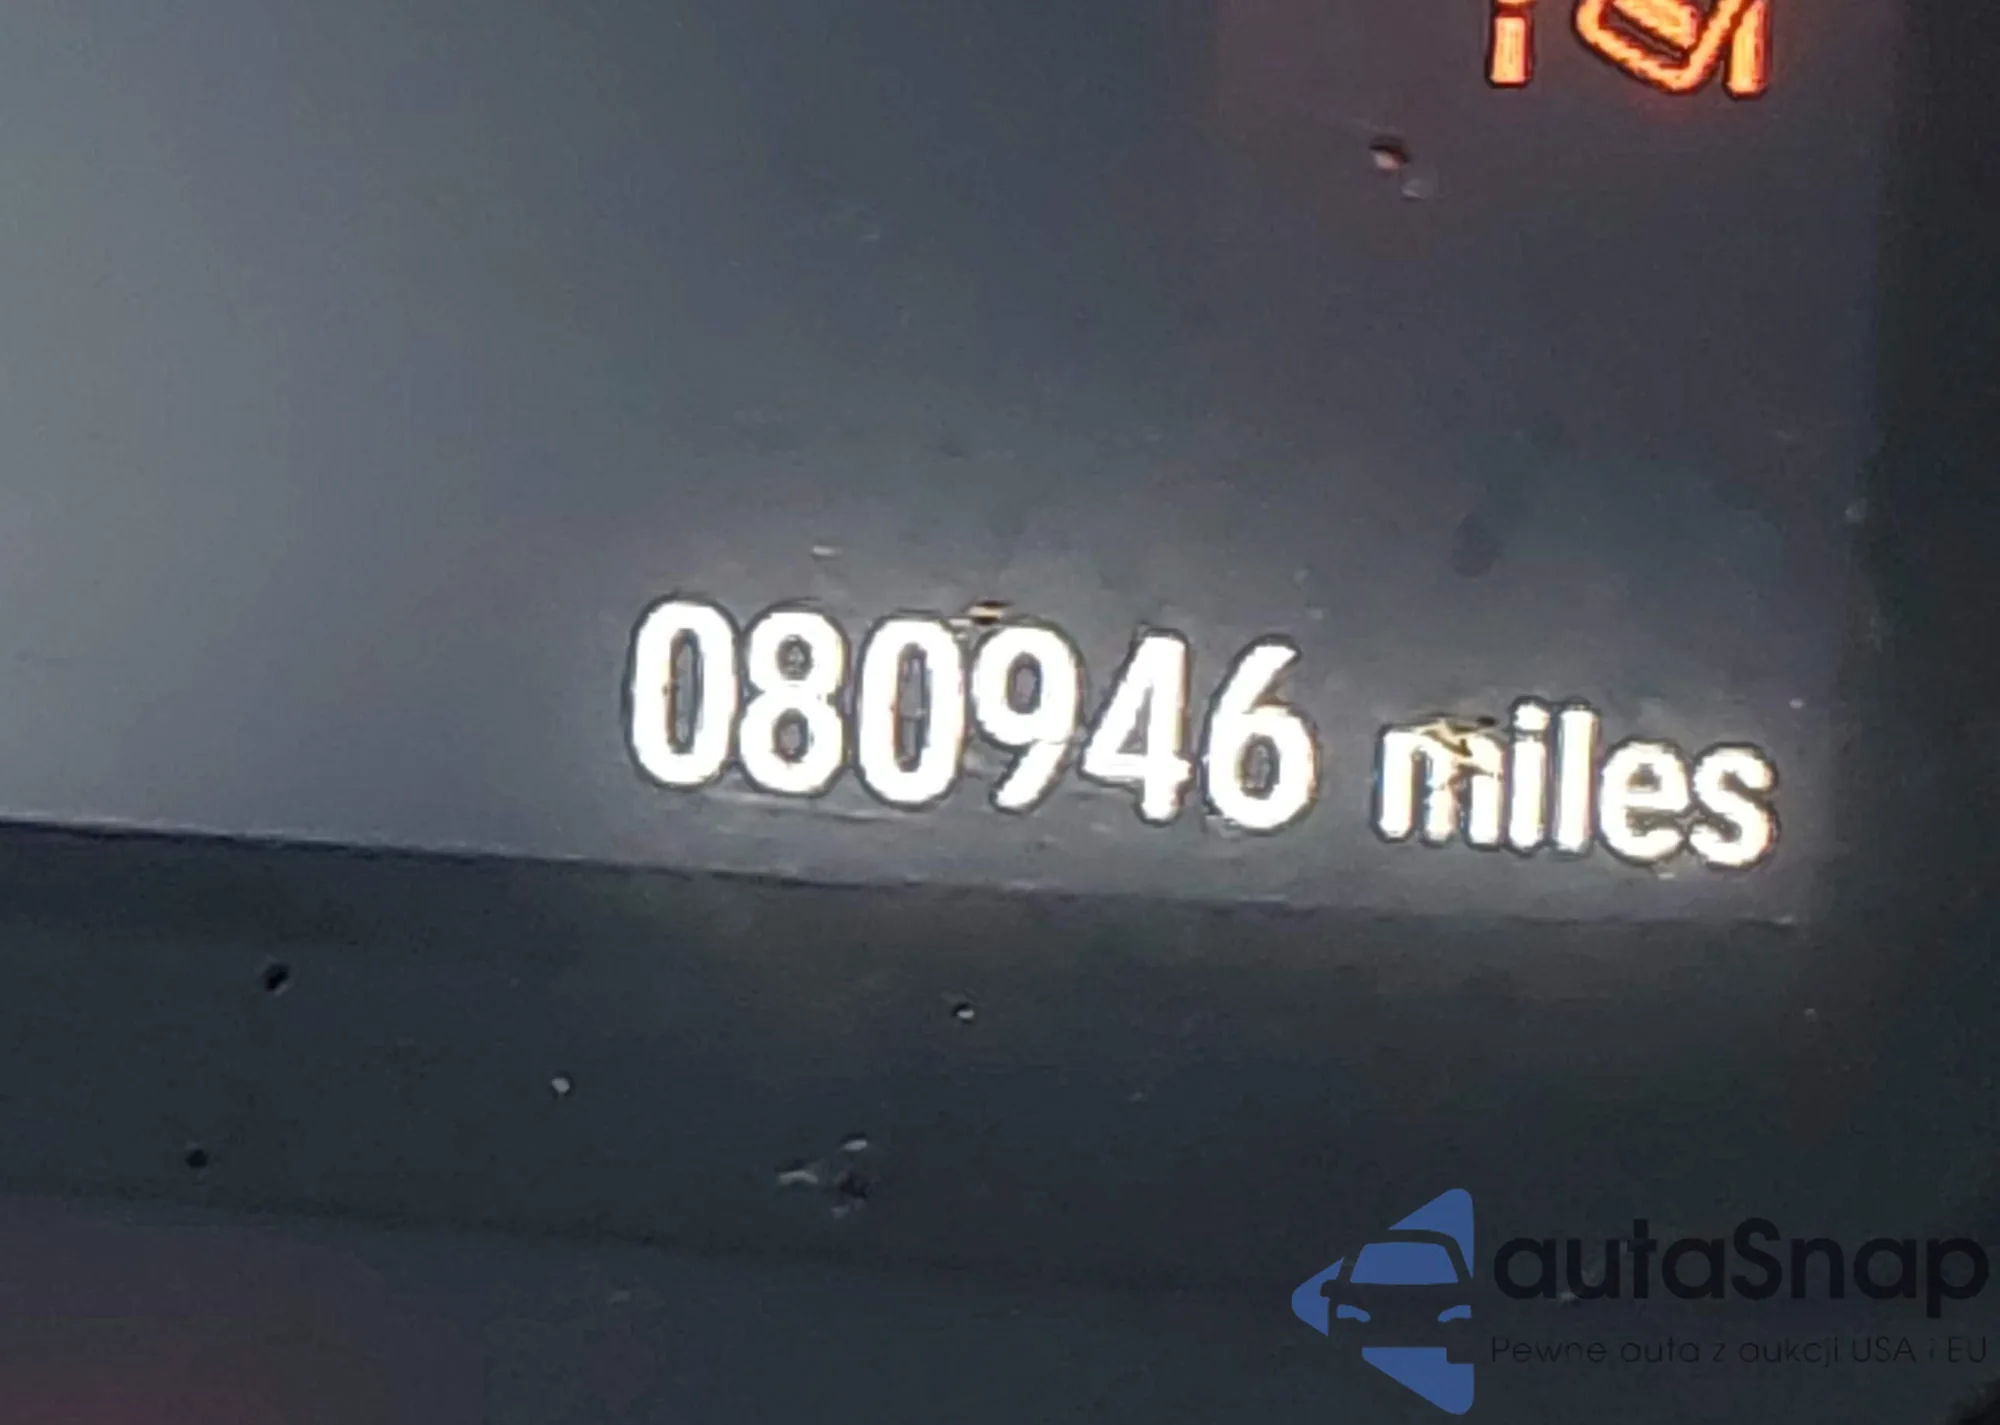 080946 miles
autaSnap
Pewne auta z aukcji USA i EU